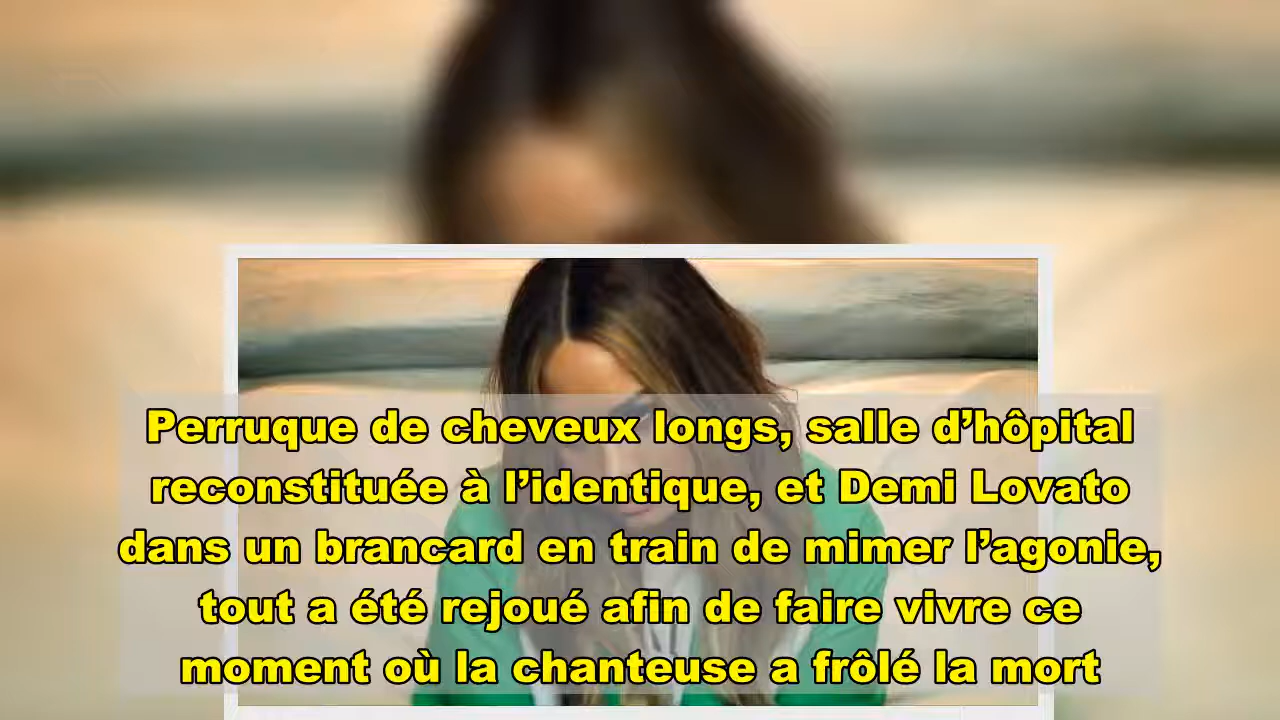 Perruque de cheveux longs, salle d’hôpital
reconstituée à l’identique, et Demi Lovato
dans un brancard en train de mimer l’agonie,
tout a été rejoué afin de faire vivre ce
moment où la chanteuse a frôlé la mort